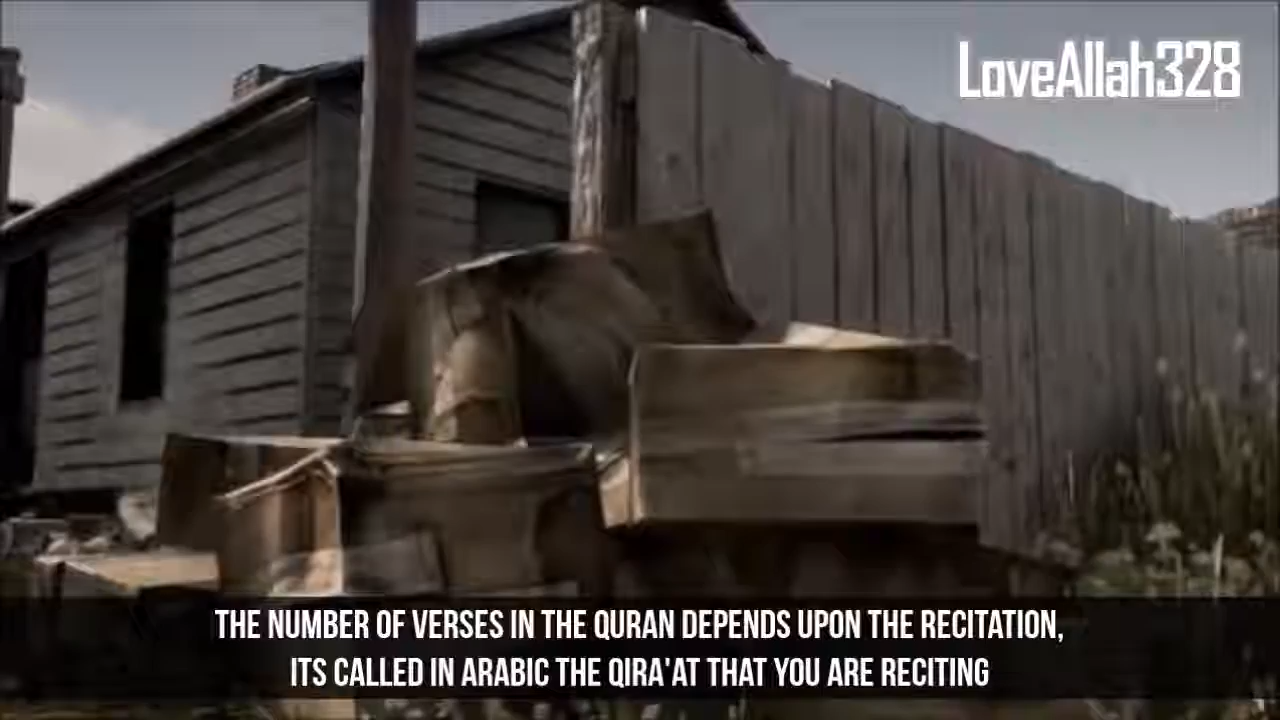 LoveAllah328
THE NUMBER OF VERSES IN THE QURAN DEPENDS UPON THE RECITATION,
ITS CALLED IN ARABIC THE QIRA'AT THAT YOU ARE RECITING